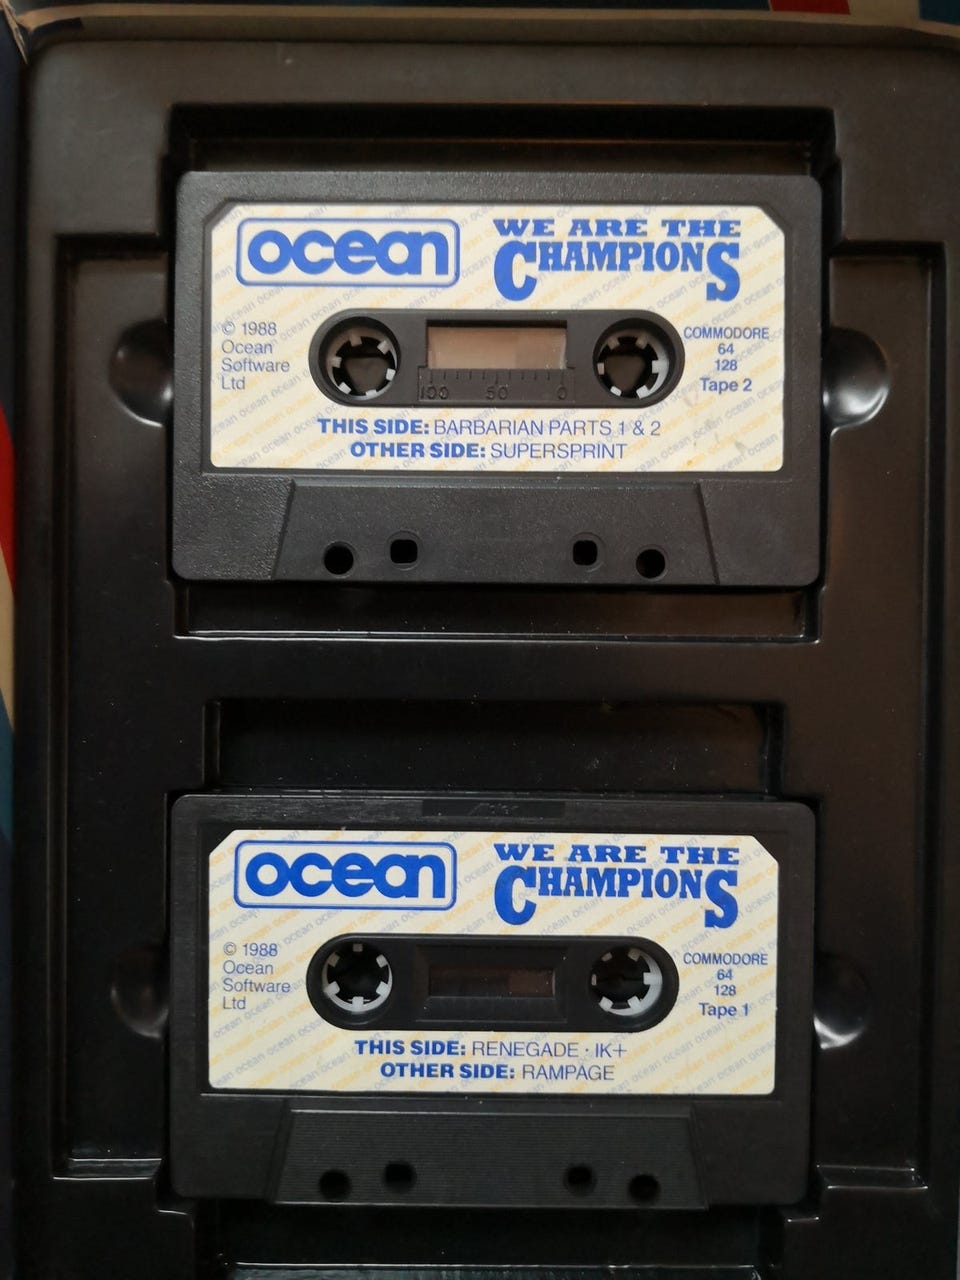 ocean
WE ARE THE
CHAMPIONS
© 1988
Ocean
Software
Ltd
COMMODORE
64
128
Tape 2
100 50 0
THIS SIDE: BARBARIAN PARTS 1 & 2
OTHER SIDE: SUPERSPRINT
ocean
WE ARE THE
CHAMPIONS
© 1988
Ocean
Software
Ltd
COMMODORE
64
128
Tape 1
THIS SIDE: RENEGADE · IK+
OTHER SIDE: RAMPAGE